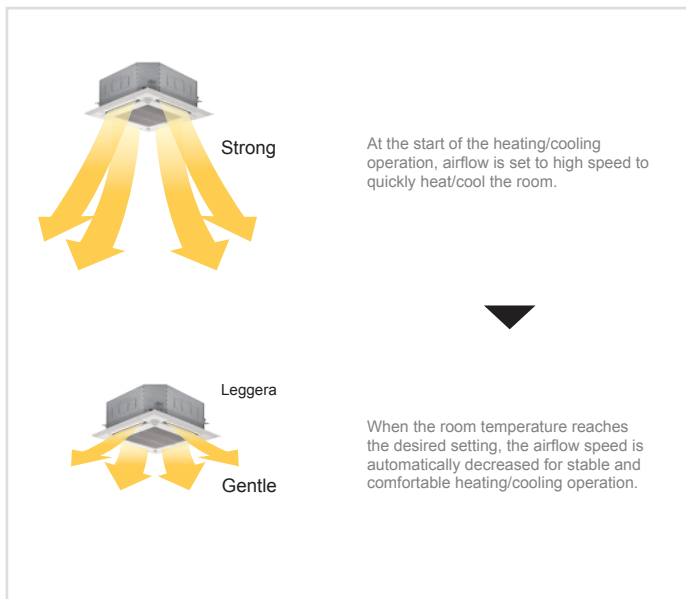 Strong
At the start of the heating/cooling
operation, airflow is set to high speed to
quickly heat/cool the room.
Leggera
When the room temperature reaches
the desired setting, the airflow speed is
automatically decreased for stable and
comfortable heating/cooling operation.
Gentle